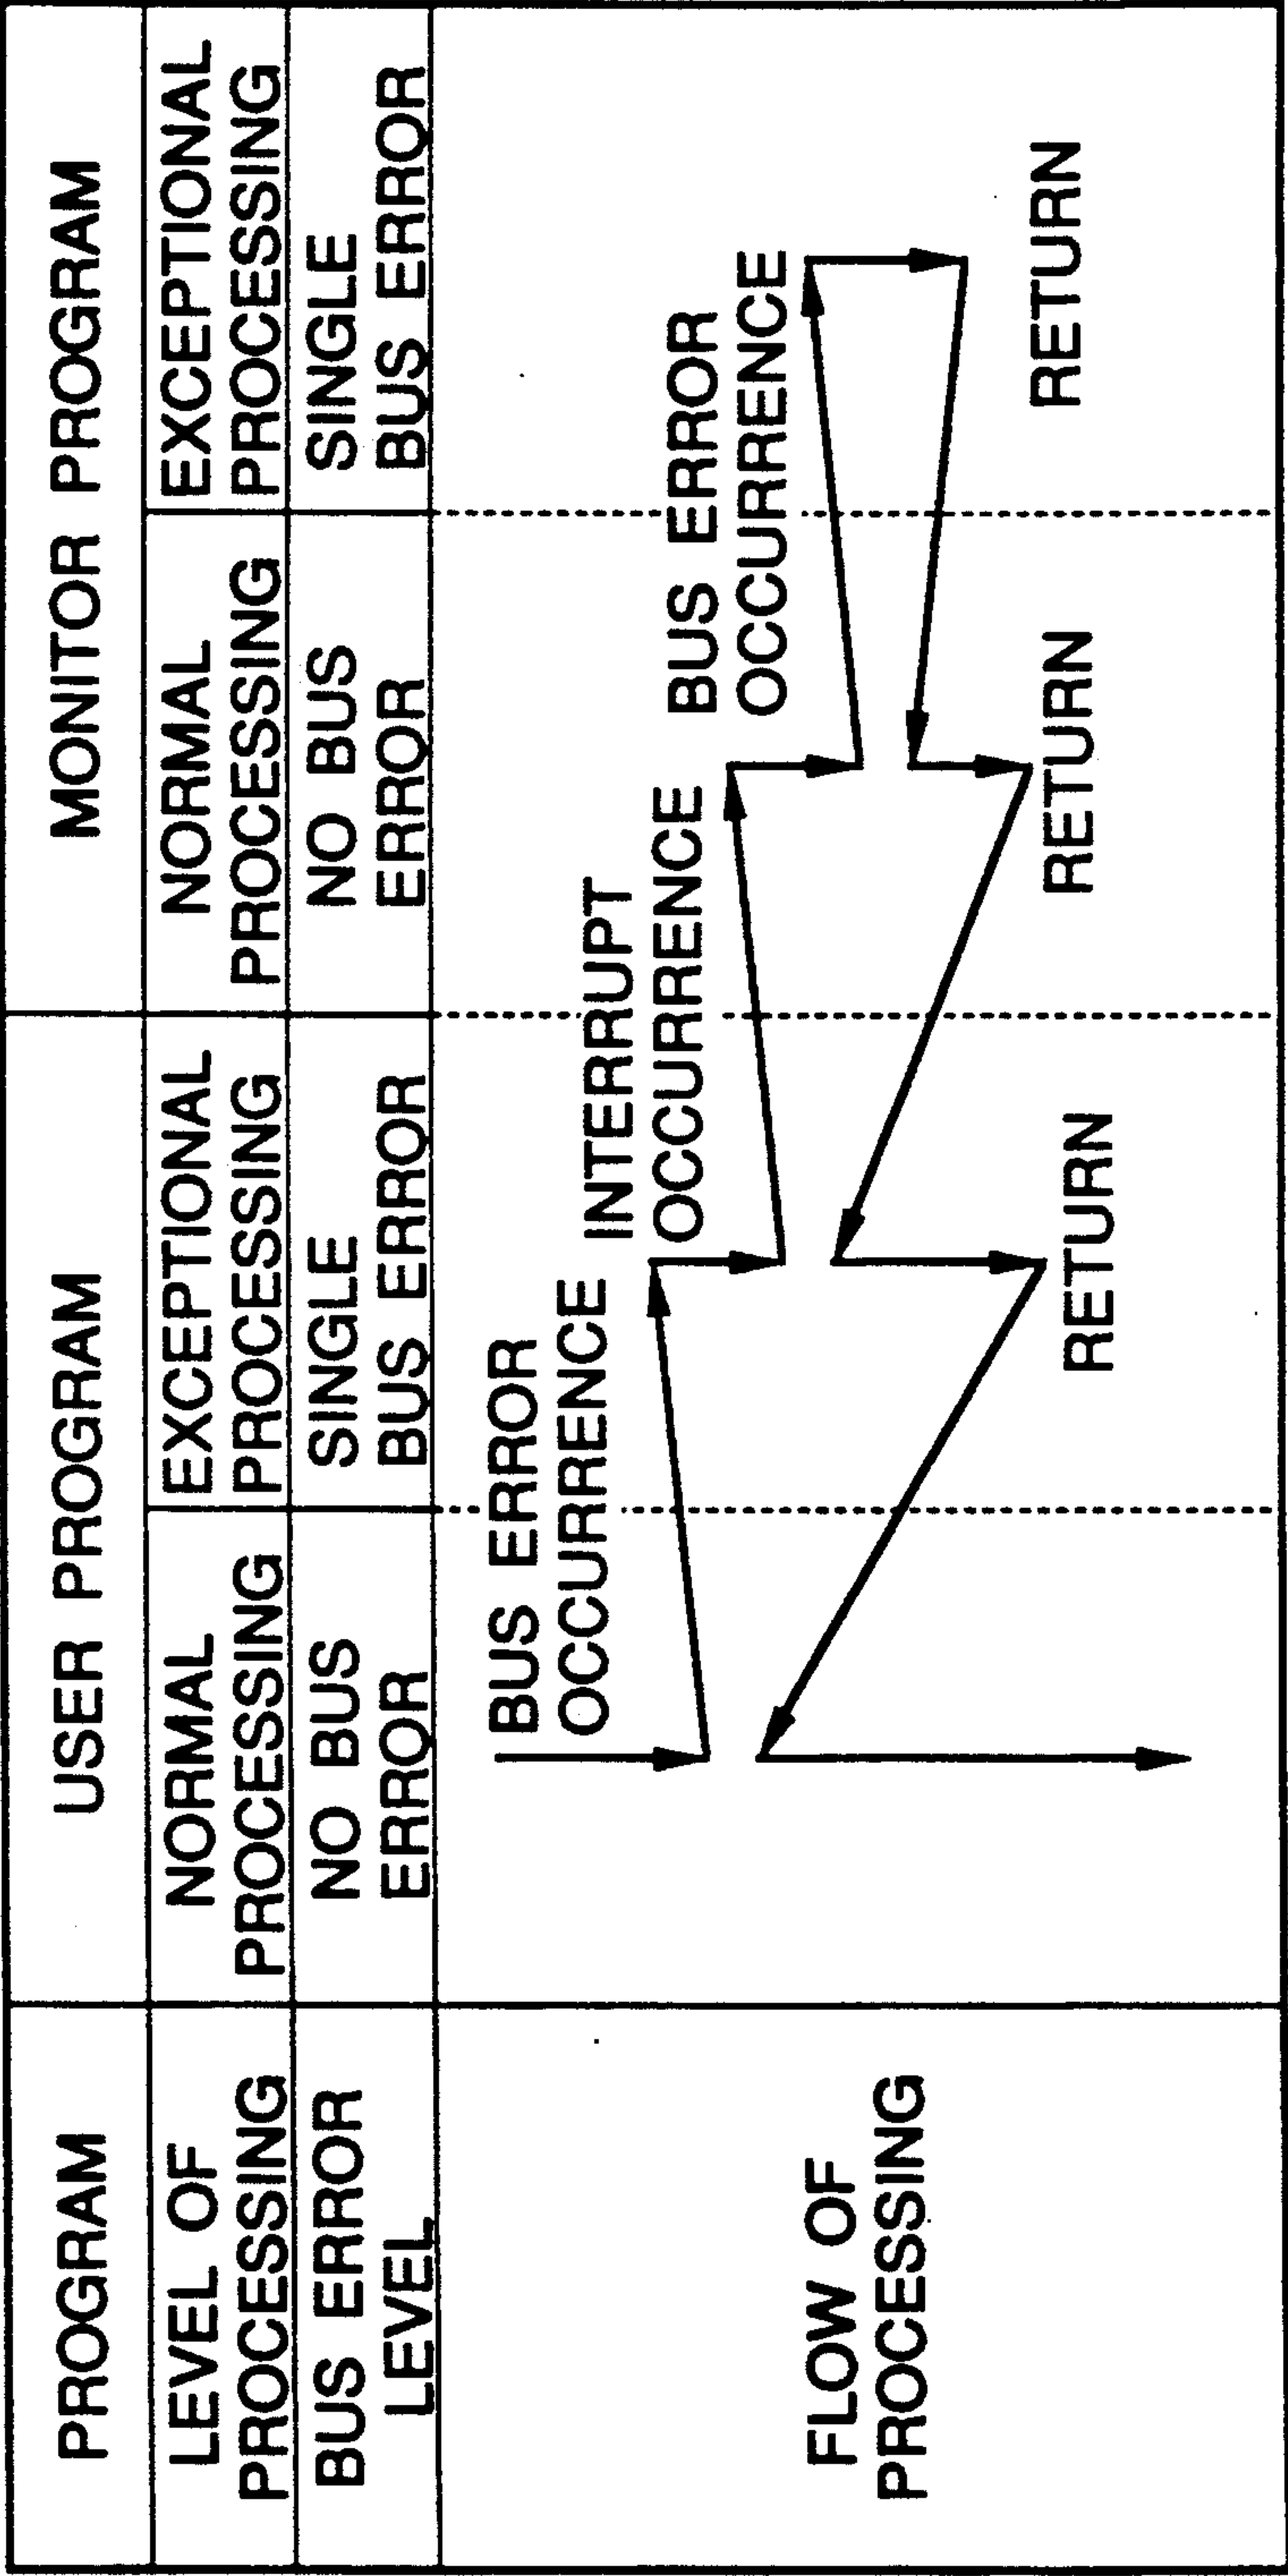 PROGRAM
USER PROGRAM
MONITOR PROGRAM
LEVEL OF
PROCESSING
NORMAL
PROCESSING
EXCEPTIONAL
PROCESSING
NORMAL
PROCESSING
EXCEPTIONAL
PROCESSING
BUS ERROR
LEVEL
NO BUS
ERROR
SINGLE
BUS ERROR
NO BUS
ERROR
SINGLE
BUS ERROR
FLOW OF
PROCESSING
BUS ERROR
OCCURRENCE
INTERRUPT
OCCURRENCE
BUS ERROR
OCCURRENCE
RETURN
RETURN
RETURN